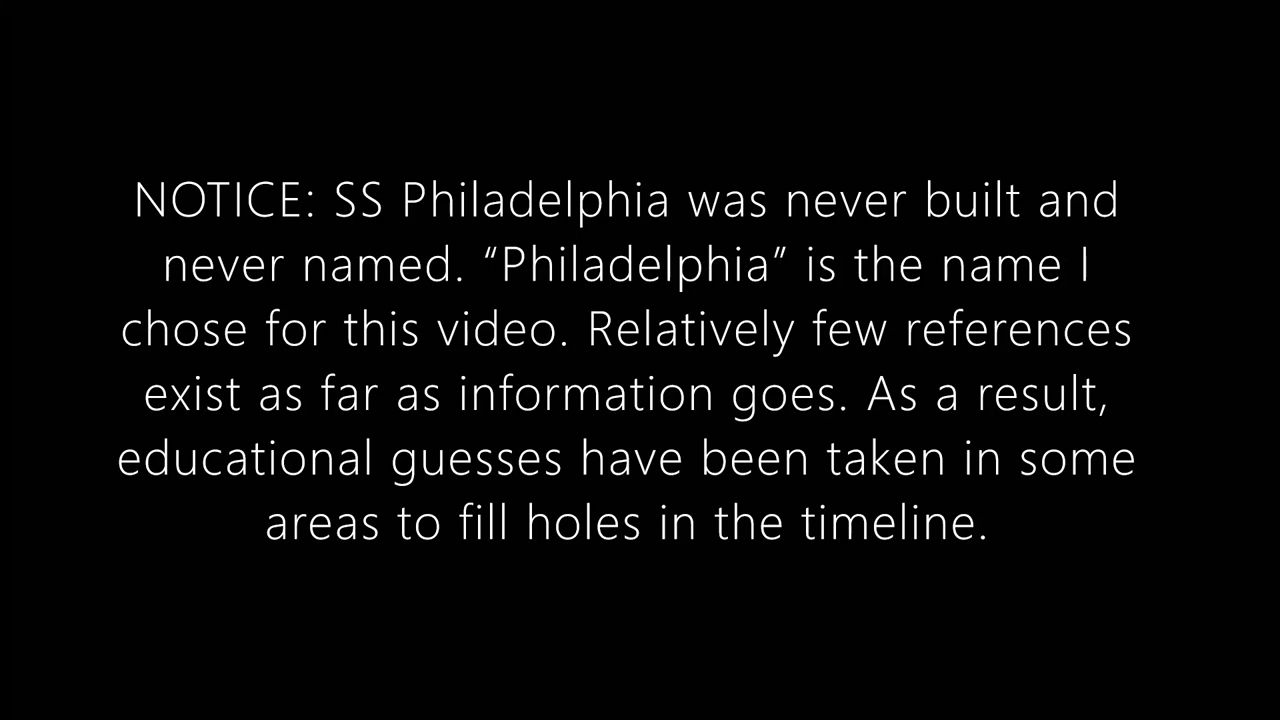 NOTICE: SS Philadelphia was never built and
never named. “Philadelphia” is the name I
chose for this video. Relatively few references
exist as far as information goes. As a result,
educational guesses have been taken in some
areas to fill holes in the timeline.